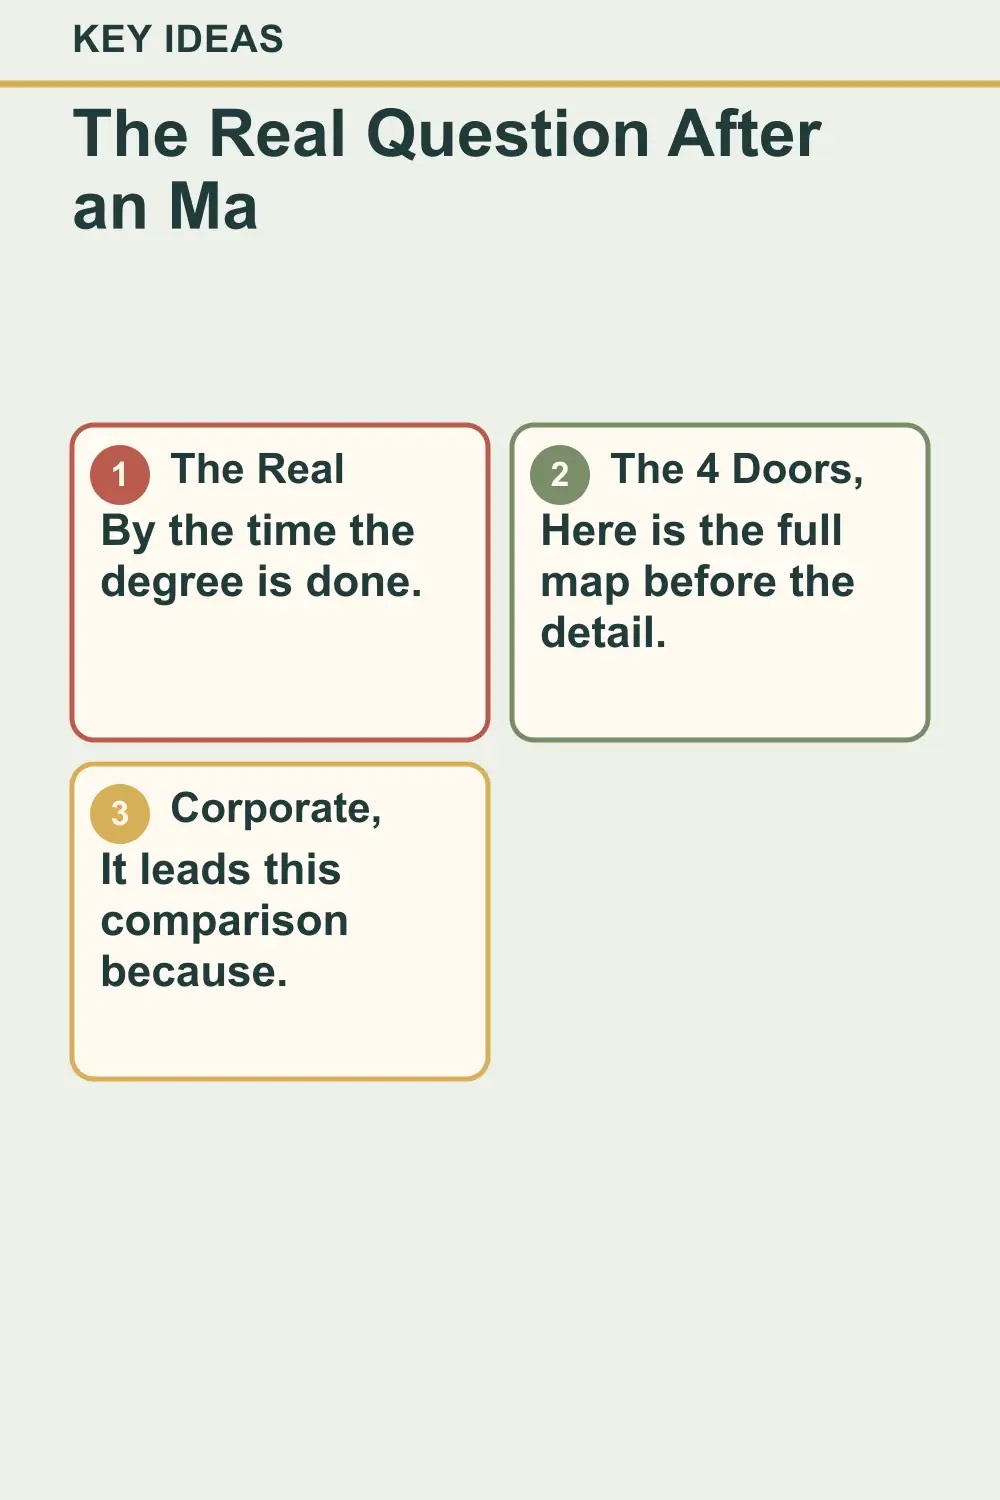 KEY IDEAS
The Real Question After
an Ma
1 The Real
By the time the
degree is done.
2 The 4 Doors,
Here is the full
map before the
detail.
3 Corporate,
It leads this
comparison
because.